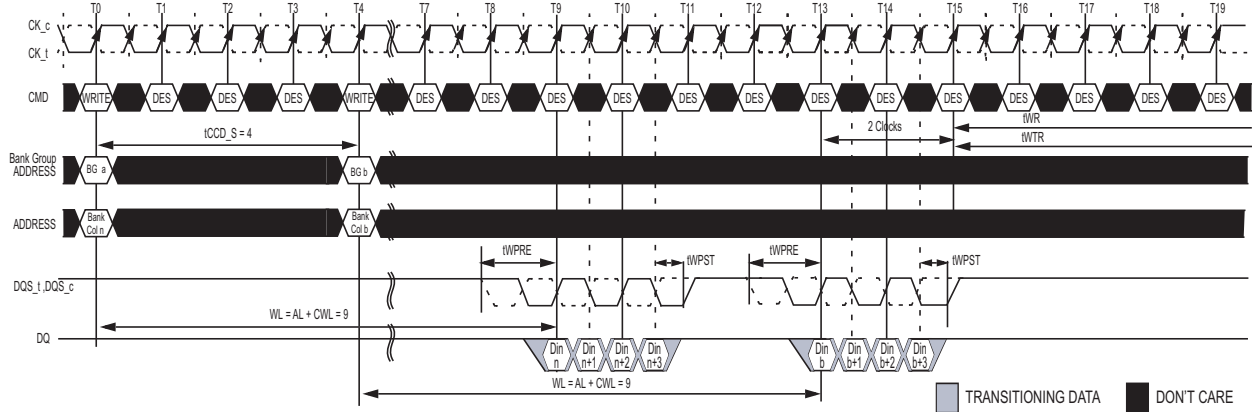 T0 T1 T2 T3 T4 T7 T8 T9 T10 T11 T12 T13 T14 T15 T16 T17 T18 T19
CK_c
CK_t
CMD WRITE DES DES DES WRITE DES DES DES DES DES DES DES DES DES DES DES DES DES
2 Clocks
tWR
tCCD_S = 4
tWTR
Bank Group
ADDRESS
BG a
BG b
ADDRESS
Bank
Col n
Bank
Col b
tWPRE
tWPST
tWPRE
tWPST
DQS_t ,DQS_c
WL = AL + CWL = 9
DQ
Din
n
Din
n+1
Din
n+2
Din
n+3
Din
b
Din
b+1
Din
b+2
Din
b+3
WL = AL + CWL = 9
TRANSITIONING DATA
DON'T CARE